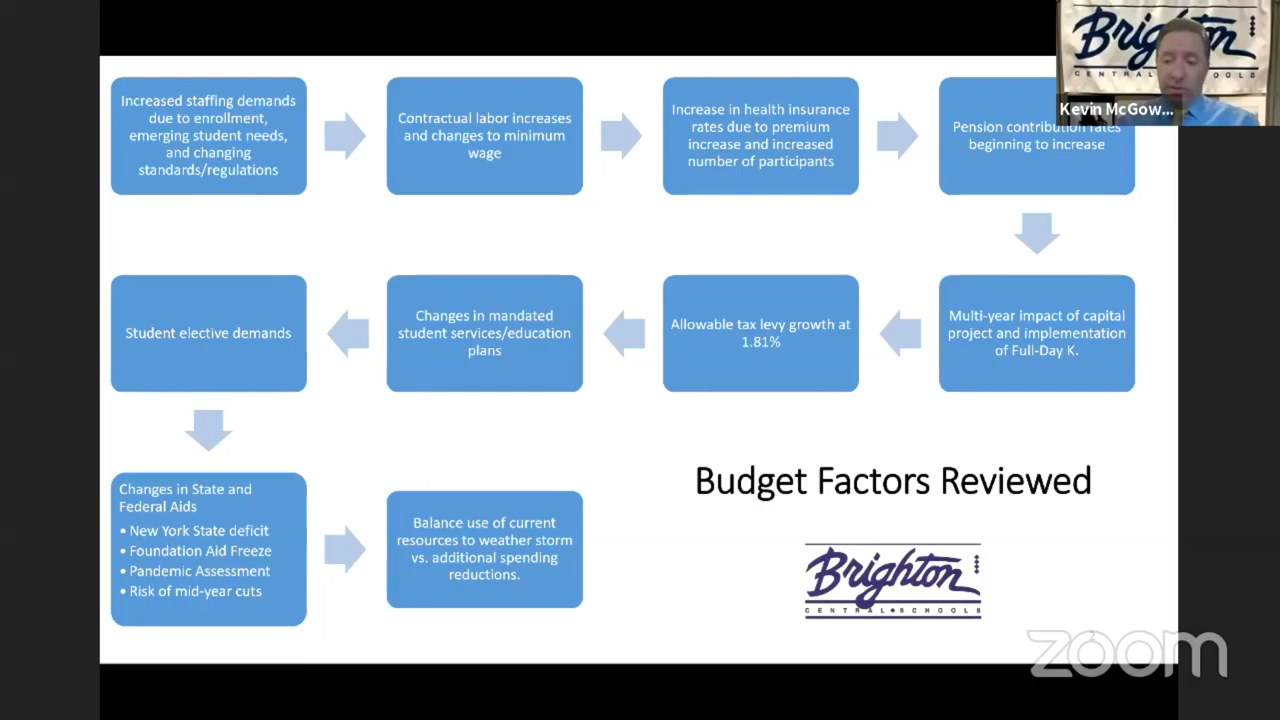 Brighton
CENTRAL SCHOOLS
Kevin McGow...
Increased staffing demands
due to enrollment,
emerging student needs,
and changing
standards/regulations
Contractual labor increases
and changes to minimum
wage
Increase in health insurance
rates due to premium
increase and increased
number of participants
Pension contribution rates
beginning to increase
Multi-year impact of capital
project and implementation
of Full-Day K.
Allowable tax levy growth at
1.81%
Changes in mandated
student services/education
plans
Student elective demands
Changes in State and
Federal Aids
• New York State deficit
• Foundation Aid Freeze
• Pandemic Assessment
• Risk of mid-year cuts
Balance use of current
resources to weather storm
vs. additional spending
reductions.
Budget Factors Reviewed
Brighton
CENTRAL SCHOOLS
zoom